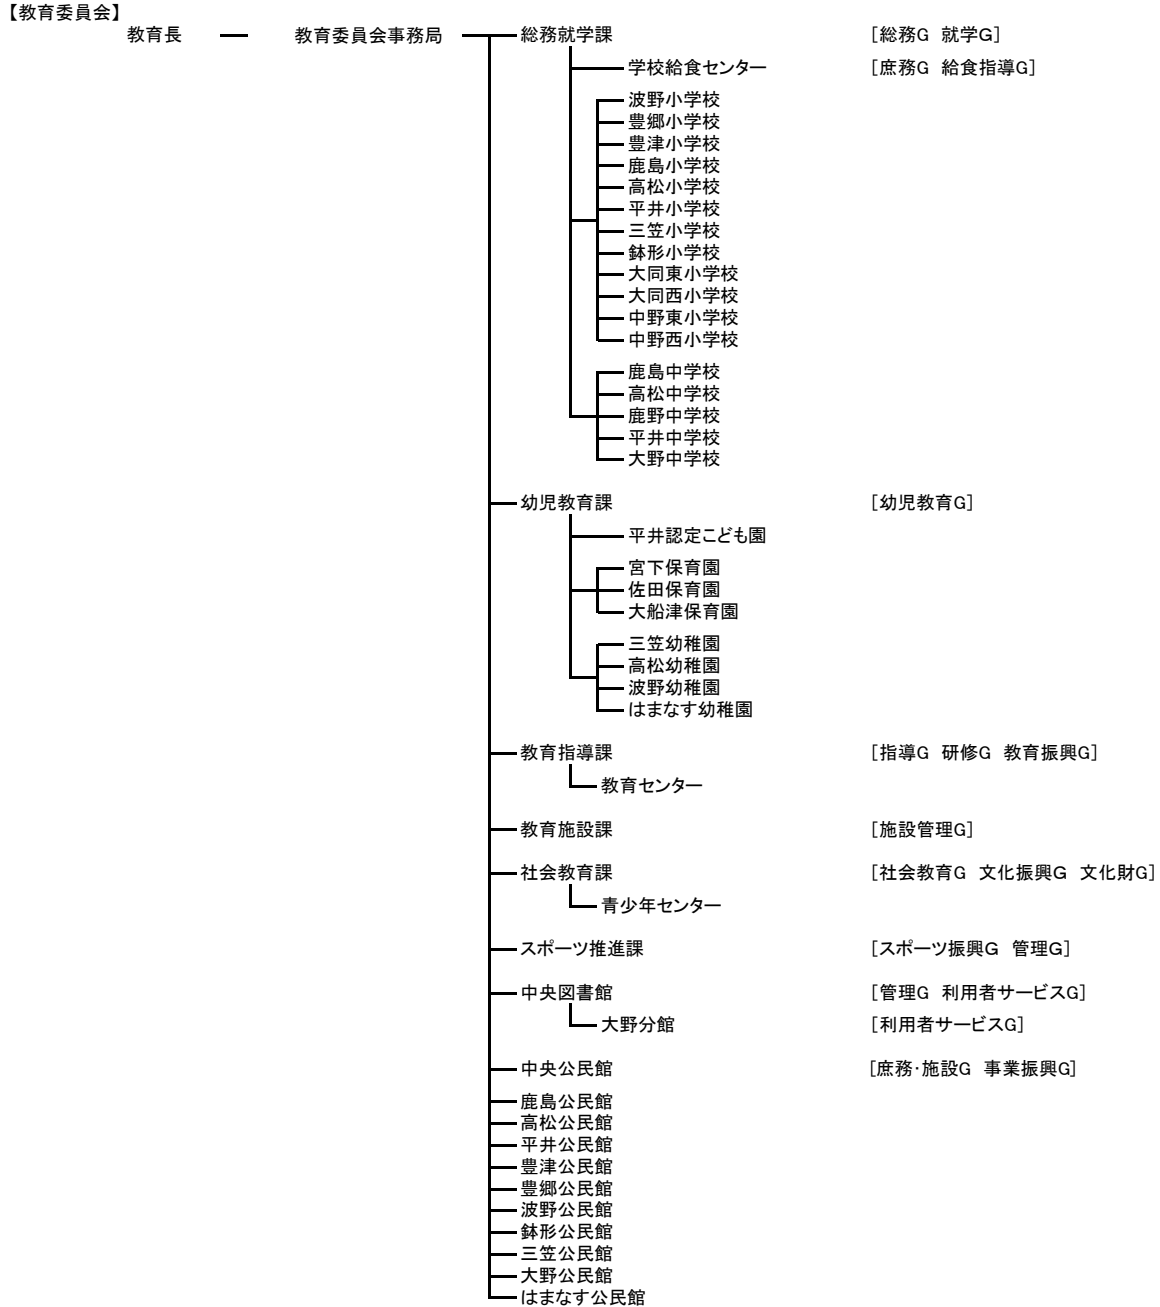 【教育委員会】
教育長 教育委員会事務局 総務就学課 [総務G 就学G]
学校給食センター [庶務G 給食指導G]
波野小学校
豊郷小学校
豊津小学校
鹿島小学校
高松小学校
平井小学校
三笠小学校
鉢形小学校
大同東小学校
大同西小学校
中野東小学校
中野西小学校
鹿島中学校
高松中学校
鹿野中学校
平井中学校
大野中学校
幼児教育課 [幼児教育G]
平井認定こども園
宮下保育園
佐田保育園
大船津保育園
三笠幼稚園
高松幼稚園
波野幼稚園
はまなす幼稚園
教育指導課 [指導G 研修G 教育振興G]
教育センター
教育施設課 [施設管理G]
社会教育課 [社会教育G 文化振興G 文化財G]
青少年センター
スポーツ推進課 [スポーツ振興G 管理G]
中央図書館 [管理G 利用者サービスG]
大野分館 [利用者サービスG]
中央公民館 [庶務・施設G 事業振興G]
鹿島公民館
高松公民館
平井公民館
豊津公民館
豊郷公民館
波野公民館
鉢形公民館
三笠公民館
大野公民館
はまなす公民館